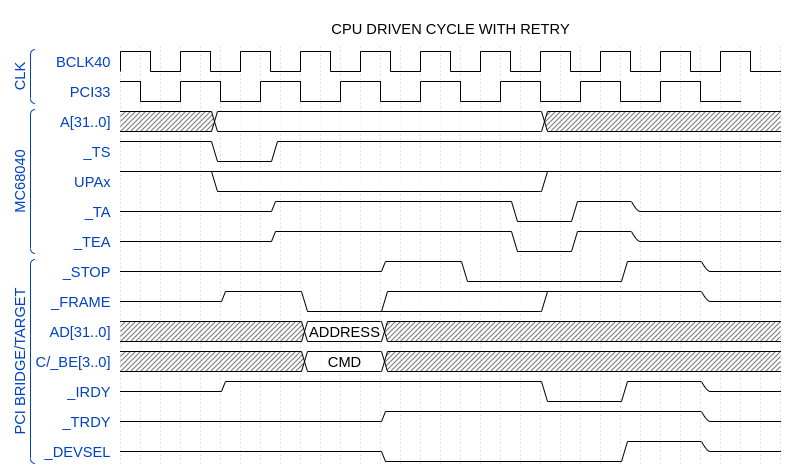 CPU DRIVEN CYCLE WITH RETRY
CLK
BCLK40
PCI33
MC68040
A[31..0]
_TS
UPAx
_TA
_TEA
PCI BRIDGE/TARGET
_STOP
_FRAME
AD[31..0]
ADDRESS
C/_BE[3..0]
CMD
_IRDY
_TRDY
_DEVSEL